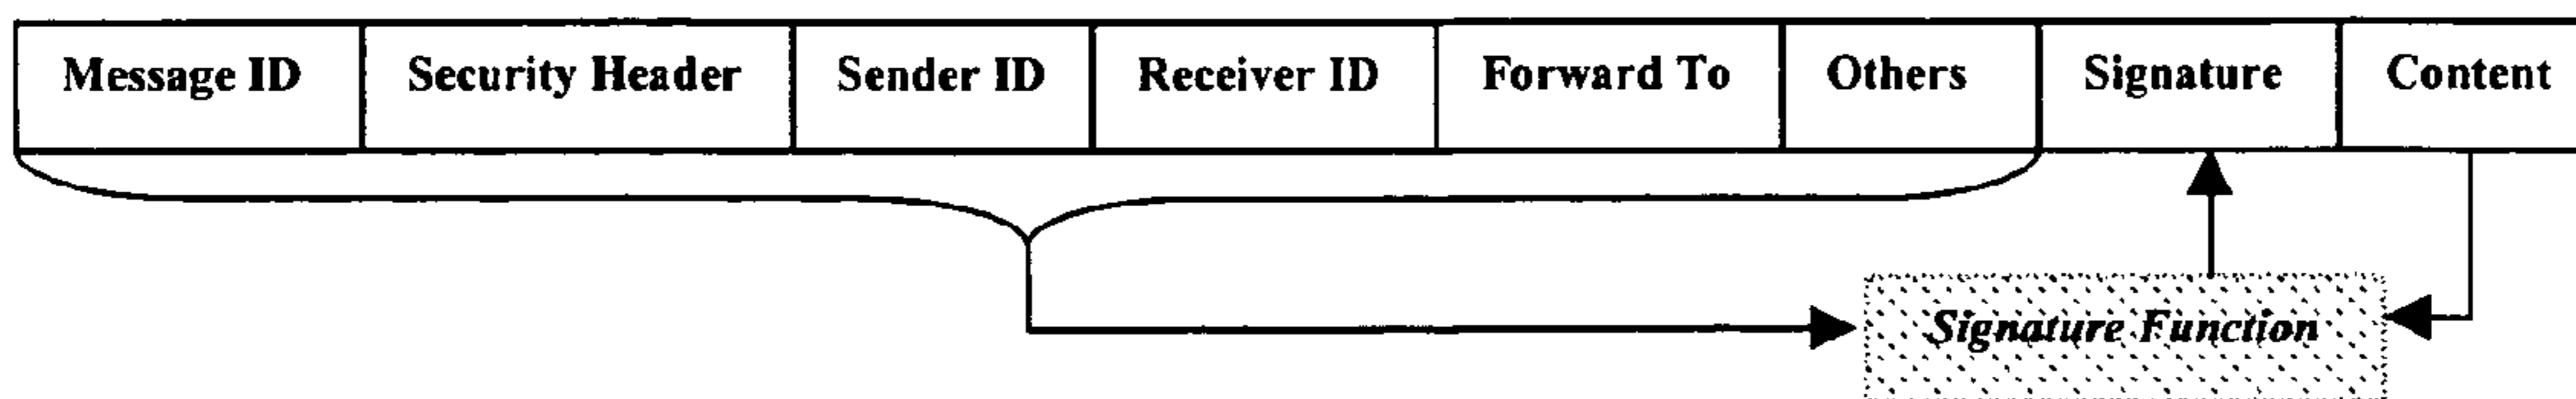 Message ID Security Header Sender ID Receiver ID Forward To Others Signature Content
Signature Function